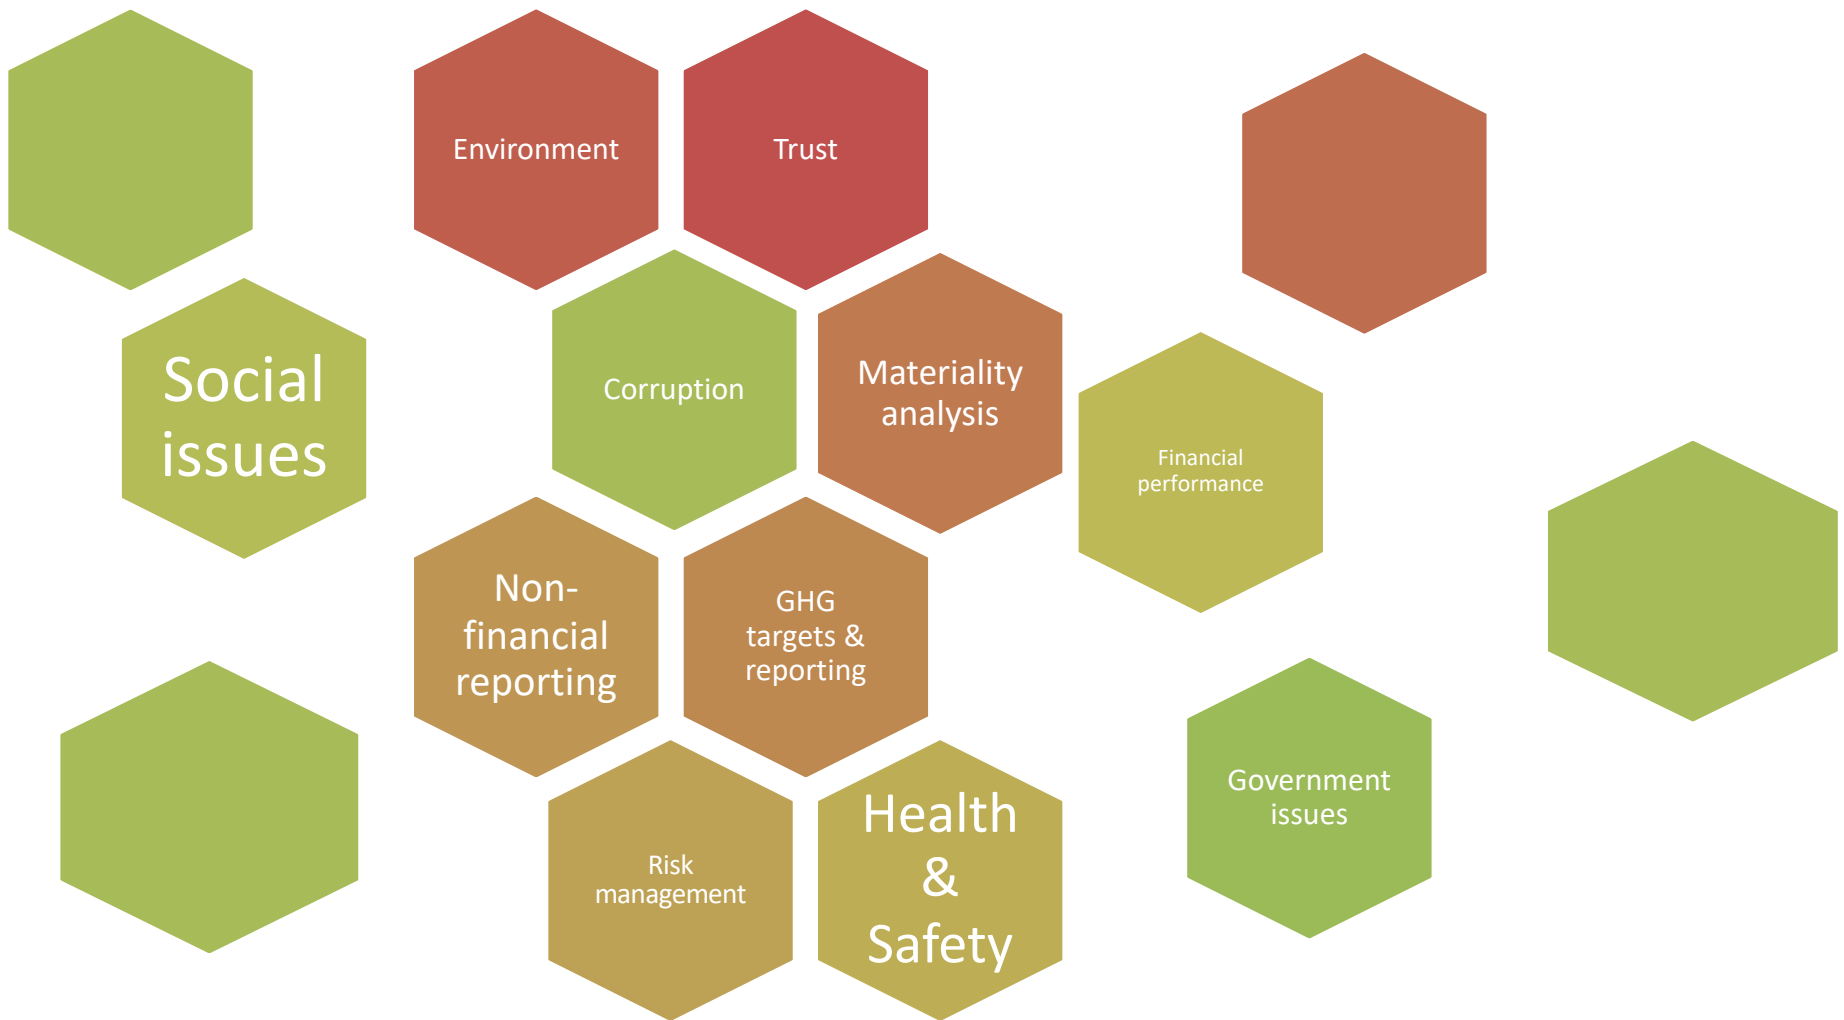 Environment
Trust
Social
issues
Corruption
Materiality
analysis
Financial
performance
Non-
financial
reporting
GHG
targets &
reporting
Government
issues
Risk
management
Health
&
Safety